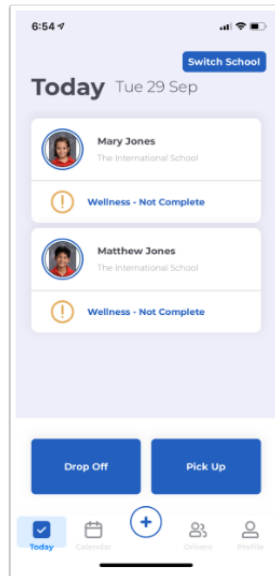 6:54
Switch School
Today Tue 29 Sep
Mary Jones
The International School
Wellness - Not Complete
Matthew Jones
The International School
Wellness - Not Complete
Drop Off Pick Up
Today Calendar Drivers Profile